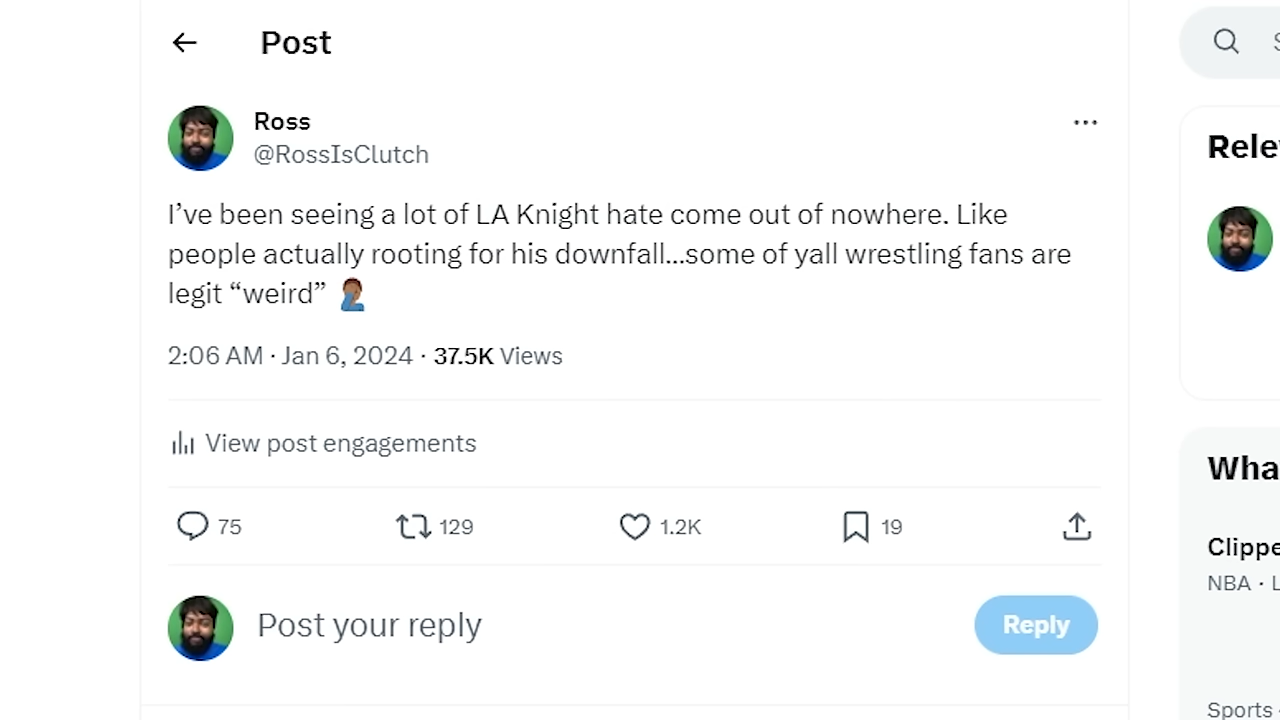 Post
Ross
@RossIsClutch
I’ve been seeing a lot of LA Knight hate come out of nowhere. Like
people actually rooting for his downfall...some of yall wrestling fans are
legit “weird” 🤦🏾‍♂️
2:06 AM · Jan 6, 2024 · 37.5K Views
View post engagements
75 129 1.2K 19
Post your reply
Reply
Rele
Wha
Clippe
NBA · L
Sports ·